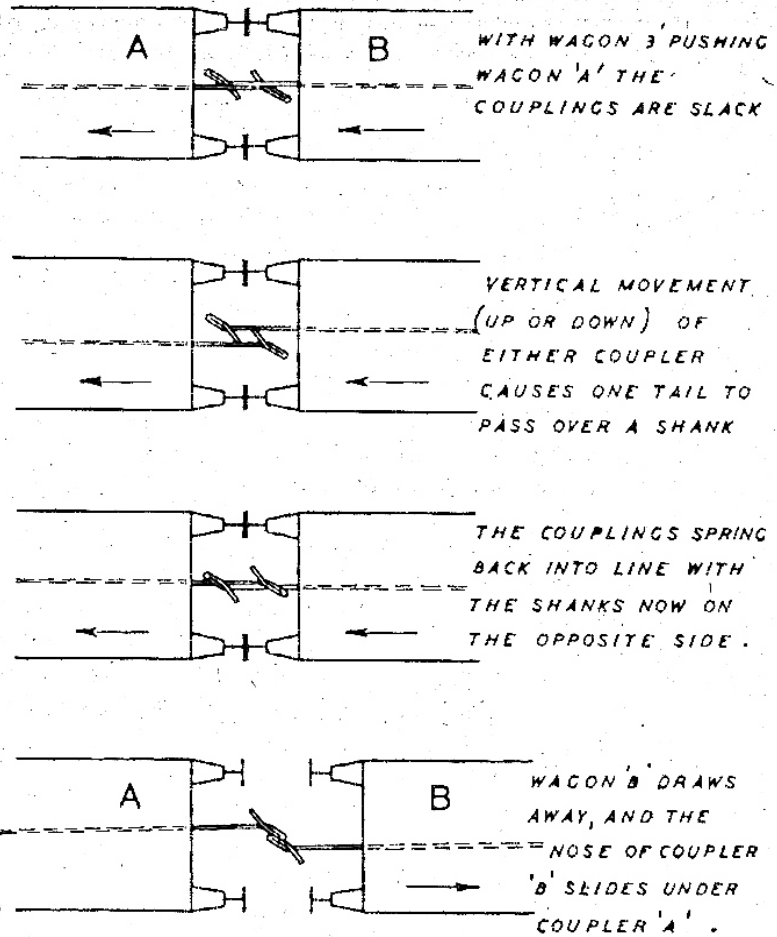 A
B
WITH WAGON 3' PUSHING
WAGON 'A' THE
COUPLINGS ARE SLACK
VERTICAL MOVEMENT
(UP OR DOWN) OF
EITHER COUPLER
CAUSES ONE TAIL TO
PASS OVER A SHANK
THE COUPLINGS SPRING
BACK INTO LINE WITH
THE SHANKS NOW ON
THE OPPOSITE SIDE.
A
B
WAGON 'B' DRAWS
AWAY, AND THE
NOSE OF COUPLER
'B' SLIDES UNDER
COUPLER 'A'.